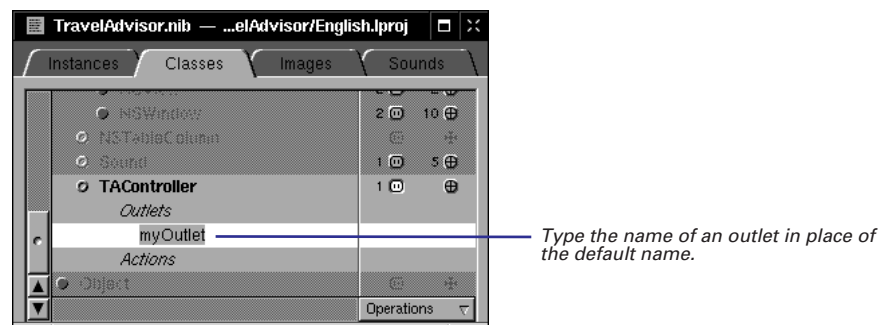 TravelAdvisor.nib — ...elAdvisor/English.lproj
Instances Classes Images Sounds
NSWindow 2 10
NSTableColumn
Sound 1 5
TAController 1
Outlets
myOutlet
Actions
Object
Operations
Type the name of an outlet in place of
the default name.